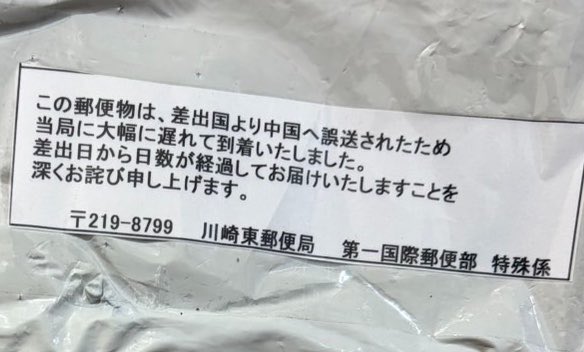 この郵便物は、差出国より中国へ誤送されたため
当局に大幅に遅れて到着いたしました。
差出日から日数が経過してお届けいたしますことを
深くお詫び申し上げます。
〒219-8799 川崎東郵便局 第一国際郵便部 特殊係